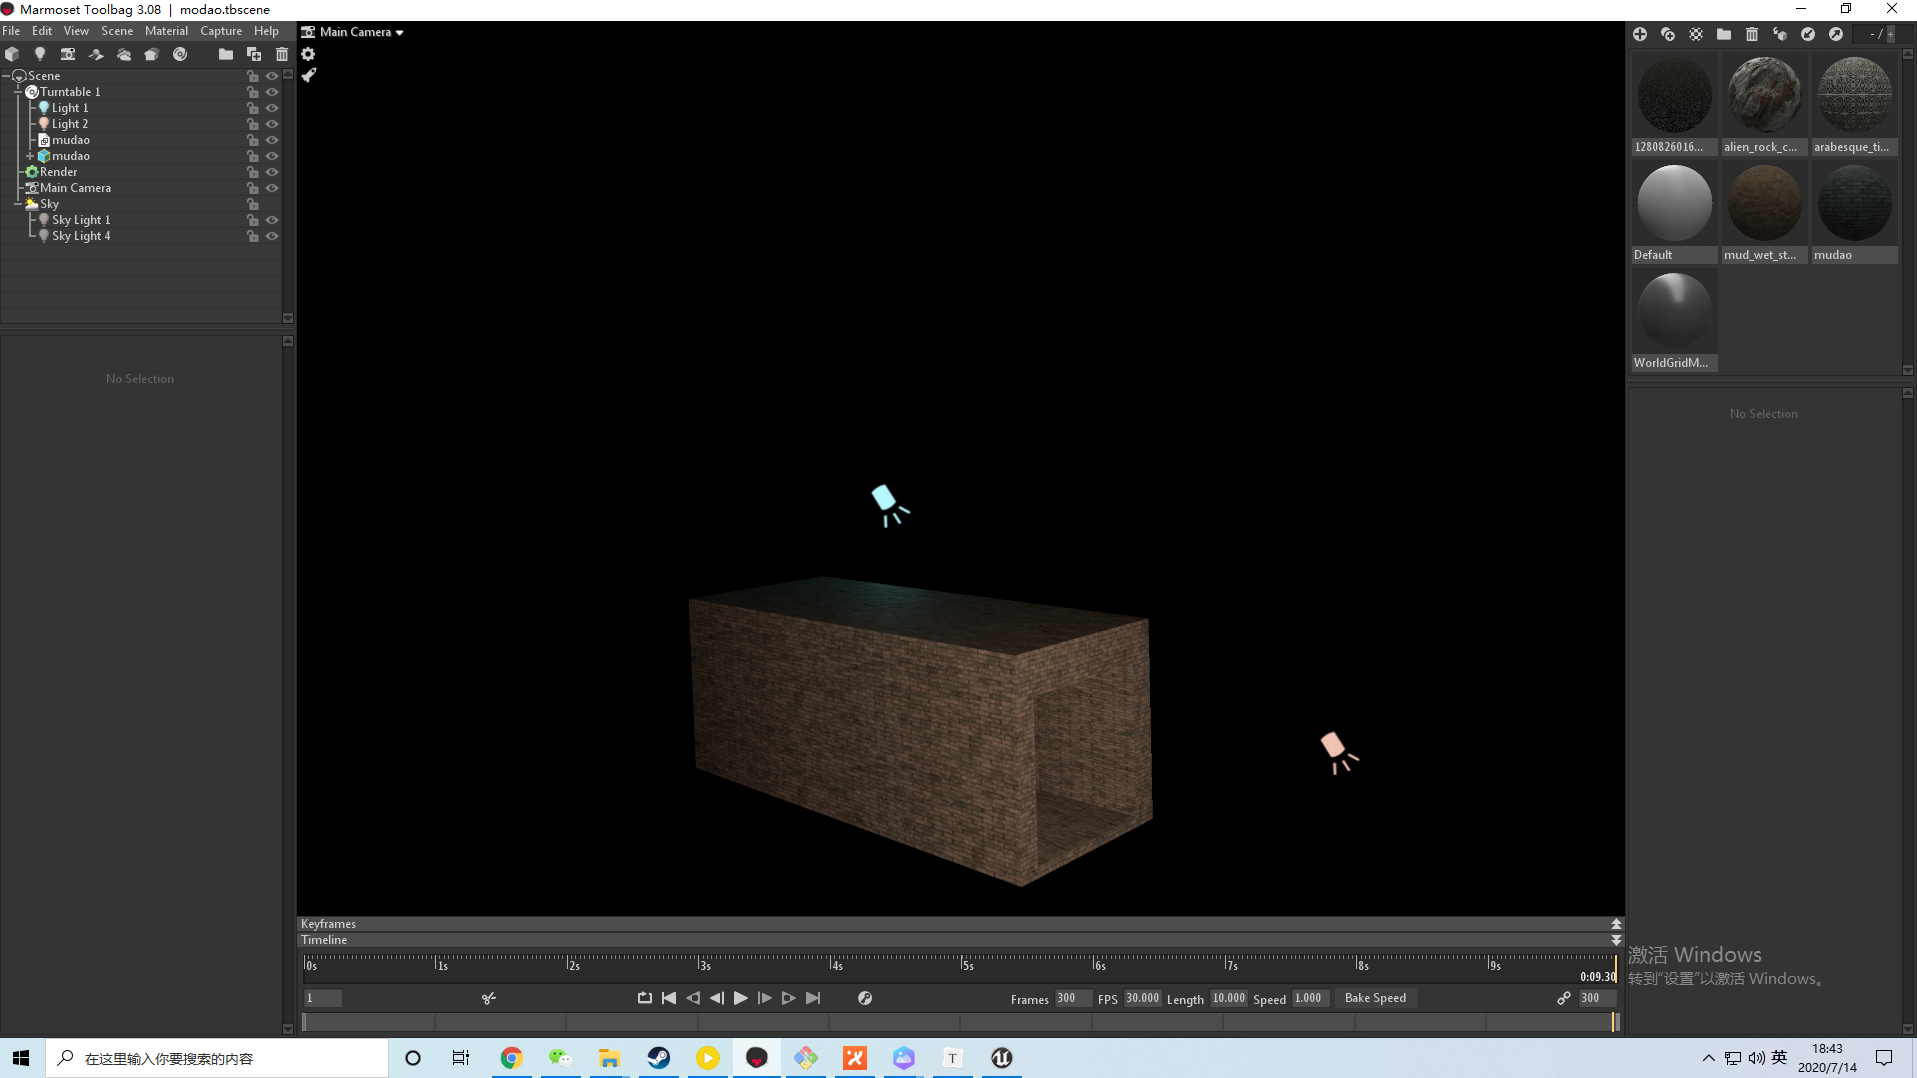 Marmoset Toolbag 3.08 | modao.tbscene
File Edit View Scene Material Capture Help
Main Camera
- / +
Scene
Turntable 1
Light 1
Light 2
mudao
mudao
Render
Main Camera
Sky
Sky Light 1
Sky Light 4
No Selection
1280826016... alien_rock_c... arabesque_ti...
Default mud_wet_st... mudao
WorldGridM...
No Selection
Keyframes
Timeline
0s 1s 2s 3s 4s 5s 6s 7s 8s 9s
0:09.30
1 Frames 300 FPS 30.000 Length 10.000 Speed 1.000 Bake Speed 300
激活 Windows
转到"设置"以激活 Windows。
在这里输入你要搜索的内容
T
英
18:43
2020/7/14